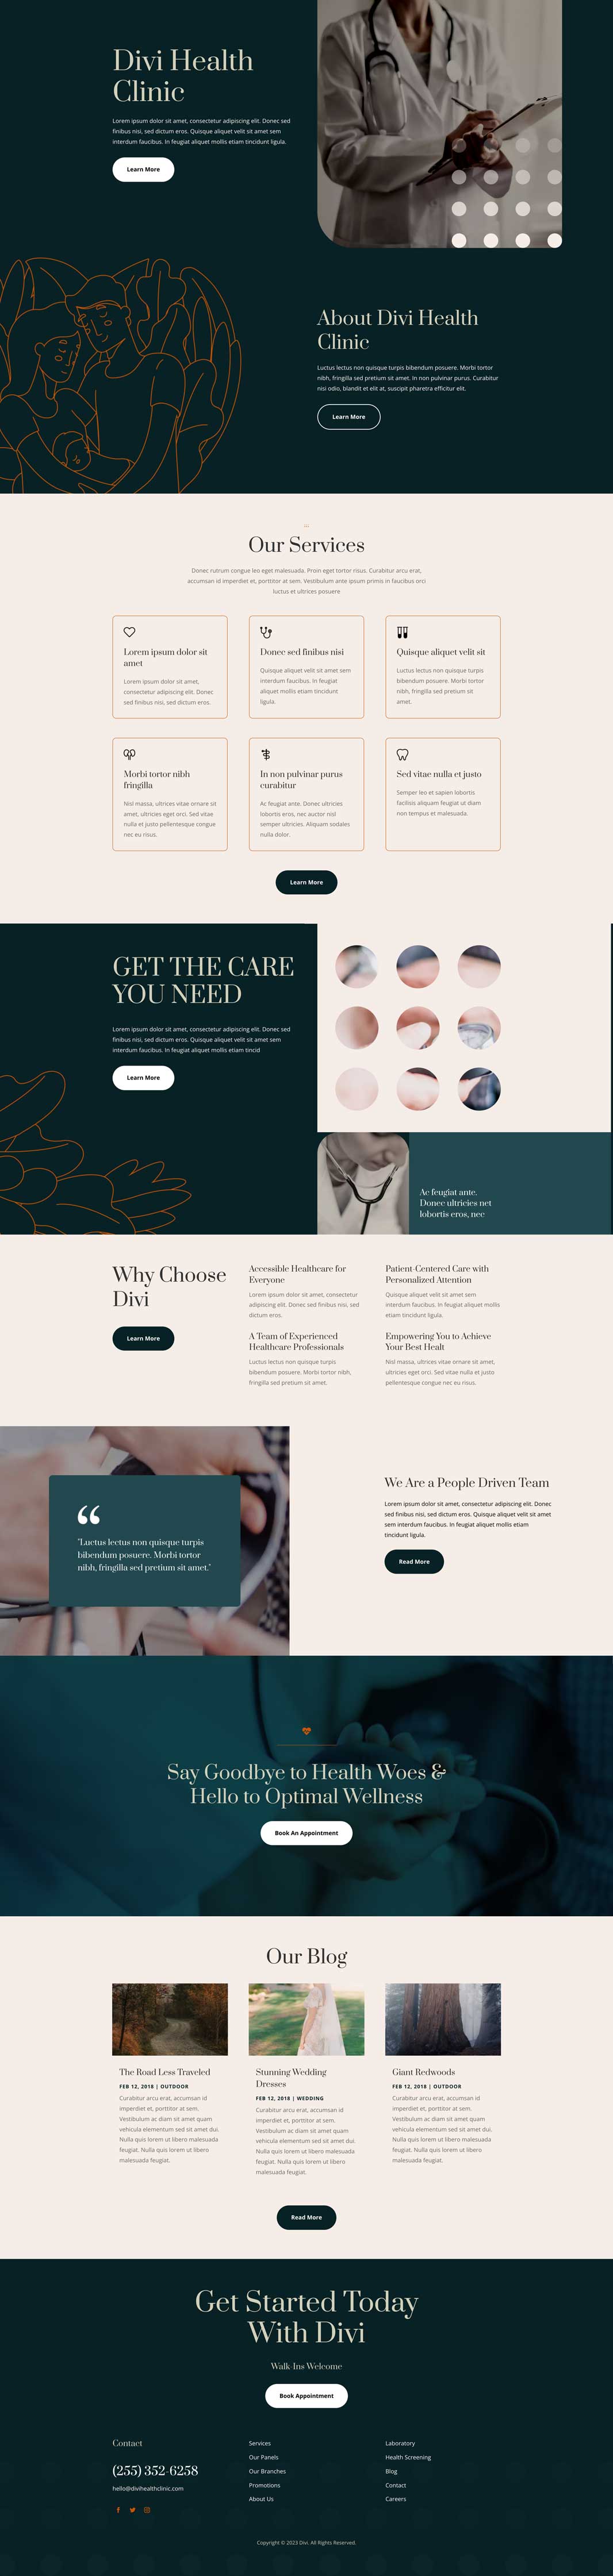 Divi Health
Clinic
Lorem ipsum dolor sit amet, consectetur adipiscing elit. Donec sed
finibus nisi, sed dictum eros. Quisque aliquet velit sit amet sem
interdum faucibus. In feugiat aliquet mollis etiam tincidunt ligula.
Learn More
About Divi Health
Clinic
Luctus lectus non quisque turpis bibendum posuere. Morbi tortor
nibh, fringilla sed pretium sit amet. In non pulvinar purus. Curabitur
nisi odio, blandit et elit at, suscipit pharetra efficitur elit.
Learn More
Our Services
Donec rutrum congue leo eget malesuada. Proin eget tortor risus. Curabitur arcu erat,
accumsan id imperdiet et, porttitor at sem. Vestibulum ante ipsum primis in faucibus orci
luctus et ultrices posuere
Lorem ipsum dolor sit
amet
Lorem ipsum dolor sit amet,
consectetur adipiscing elit. Donec
sed finibus nisi, sed dictum eros.
Donec sed finibus nisi
Quisque aliquet velit sit amet sem
interdum faucibus. In feugiat
aliquet mollis etiam tincidunt
ligula.
Quisque aliquet velit sit
Luctus lectus non quisque turpis
bibendum posuere. Morbi tortor
nibh, fringilla sed pretium sit
amet.
Morbi tortor nibh
fringilla
Nisl massa, ultrices vitae ornare sit
amet, ultricies eget orci. Sed vitae
nulla et justo pellentesque congue
nec eu risus.
In non pulvinar purus
curabitur
Ac feugiat ante. Donec ultricies
lobortis eros, nec auctor nisl
semper ultricies. Aliquam sodales
nulla dolor.
Sed vitae nulla et justo
Semper leo et sapien lobortis
facilisis aliquam feugiat ut diam
non tempus et malesuada.
Learn More
GET THE CARE
YOU NEED
Lorem ipsum dolor sit amet, consectetur adipiscing elit. Donec sed
finibus nisi, sed dictum eros. Quisque aliquet velit sit amet sem
interdum faucibus. In feugiat aliquet mollis etiam tincid
Learn More
Ac feugiat ante.
Donec ultricies net
lobortis eros, nec
Why Choose
Divi
Learn More
Accessible Healthcare for
Everyone
Lorem ipsum dolor sit amet, consectetur
adipiscing elit. Donec sed finibus nisi, sed
dictum eros.
Patient-Centered Care with
Personalized Attention
Quisque aliquet velit sit amet sem
interdum faucibus. In feugiat aliquet mollis
etiam tincidunt ligula.
A Team of Experienced
Healthcare Professionals
Luctus lectus non quisque turpis
bibendum posuere. Morbi tortor nibh,
fringilla sed pretium sit amet.
Empowering You to Achieve
Your Best Healt
Nisl massa, ultrices vitae ornare sit amet,
ultricies eget orci. Sed vitae nulla et justo
pellentesque congue nec eu risus.
“
"Luctus lectus non quisque turpis
bibendum posuere. Morbi tortor
nibh, fringilla sed pretium sit amet."
We Are a People Driven Team
Lorem ipsum dolor sit amet, consectetur adipiscing elit. Donec
sed finibus nisi, sed dictum eros. Quisque aliquet velit sit amet
sem interdum faucibus. In feugiat aliquet mollis etiam
tincidunt ligula.
Read More
Say Goodbye to Health Woes &
Hello to Optimal Wellness
Book An Appointment
Our Blog
The Road Less Traveled
FEB 12, 2018 | OUTDOOR
Curabitur arcu erat, accumsan id
imperdiet et, porttitor at sem.
Vestibulum ac diam sit amet quam
vehicula elementum sed sit amet dui.
Nulla quis lorem ut libero malesuada
feugiat. Nulla quis lorem ut libero
malesuada feugiat.
Stunning Wedding
Dresses
FEB 12, 2018 | WEDDING
Curabitur arcu erat, accumsan id
imperdiet et, porttitor at sem.
Vestibulum ac diam sit amet quam
vehicula elementum sed sit amet dui.
Nulla quis lorem ut libero malesuada
feugiat. Nulla quis lorem ut libero
malesuada feugiat.
Giant Redwoods
FEB 12, 2018 | OUTDOOR
Curabitur arcu erat, accumsan id
imperdiet et, porttitor at sem.
Vestibulum ac diam sit amet quam
vehicula elementum sed sit amet dui.
Nulla quis lorem ut libero malesuada
feugiat. Nulla quis lorem ut libero
malesuada feugiat.
Read More
Get Started Today
With Divi
Walk-Ins Welcome
Book Appointment
Contact
(255) 352-6258
hello@divihealthclinic.com
Services
Our Panels
Our Branches
Promotions
About Us
Laboratory
Health Screening
Blog
Contact
Careers
Copyright © 2023 Divi. All Rights Reserved.